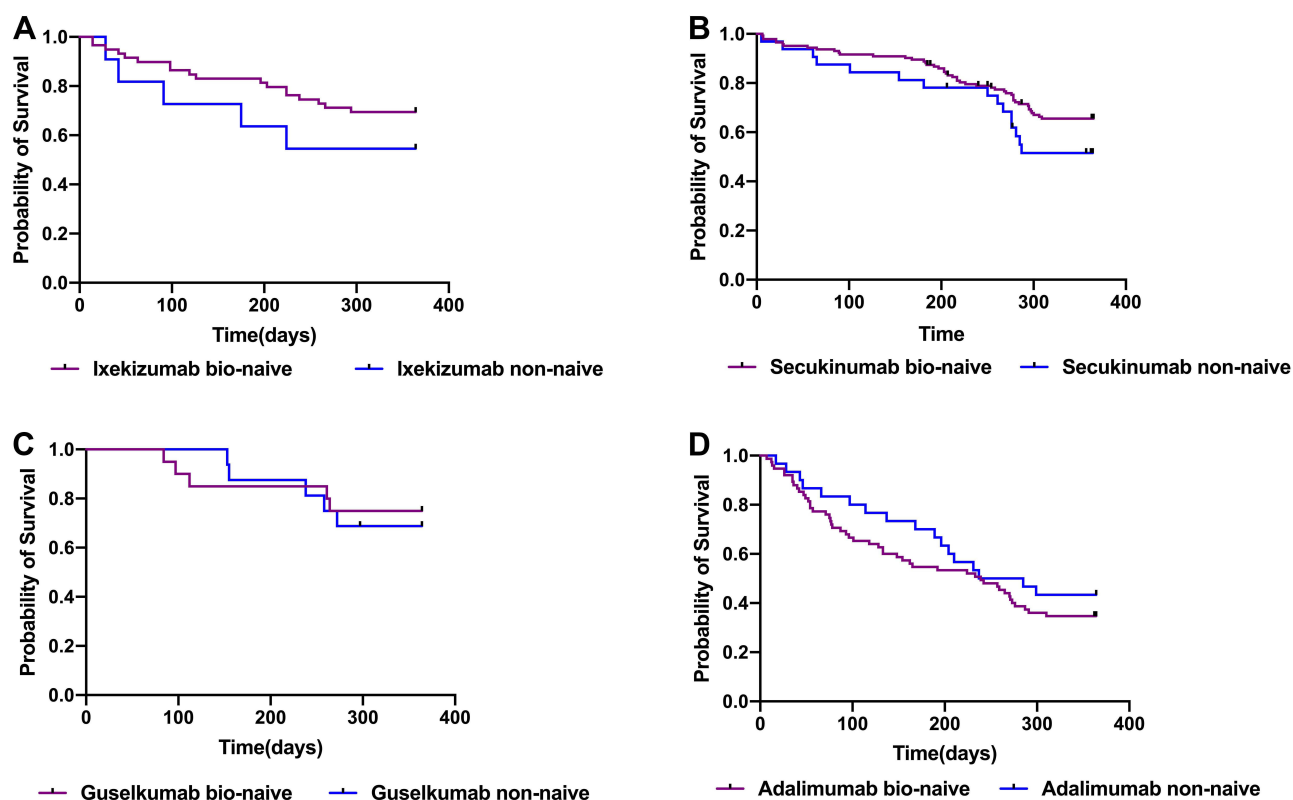 A
Probability of Survival
1.0
0.8
0.6
0.4
0.2
0.0
0 100 200 300 400
Time(days)
Ixekizumab bio-naive Ixekizumab non-naive
B
Probability of Survival
1.0
0.8
0.6
0.4
0.2
0.0
0 100 200 300 400
Time
Secukinumab bio-naive Secukinumab non-naive
C
Probability of Survival
1.0
0.8
0.6
0.4
0.2
0.0
0 100 200 300 400
Time(days)
Guselkumab bio-naive Guselkumab non-naive
D
Probability of Survival
1.0
0.8
0.6
0.4
0.2
0.0
0 100 200 300 400
Time(days)
Adalimumab bio-naive Adalimumab non-naive